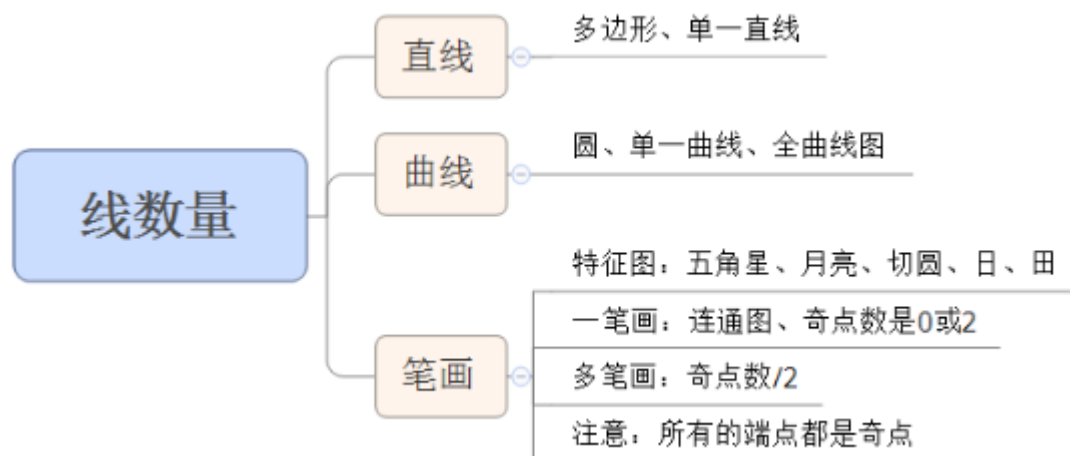 线数量
直线
多边形、单一直线
曲线
圆、单一曲线、全曲线图
笔画
特征图：五角星、月亮、切圆、日、田
一笔画：连通图、奇点数是0或2
多笔画：奇点数/2
注意：所有的端点都是奇点